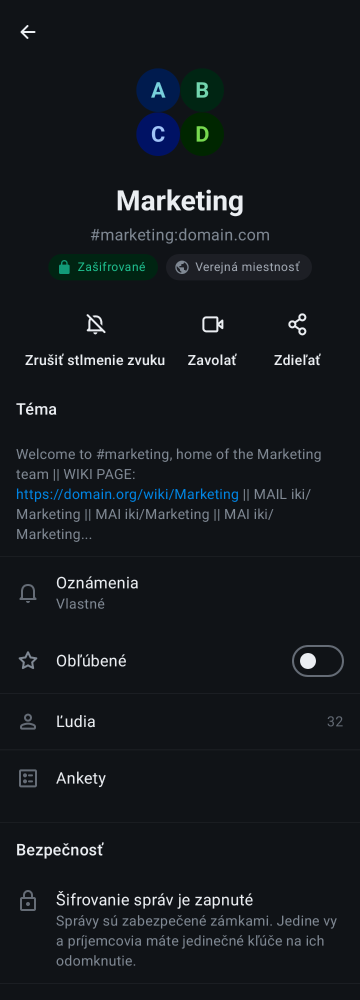 A B
C D
Marketing
#marketing:domain.com
Zašifrované Verejná miestnosť
Zrušiť stlmenie zvuku Zavolať Zdieľať
Téma
Welcome to #marketing, home of the Marketing
team || WIKI PAGE:
https://domain.org/wiki/Marketing || MAIL iki/
Marketing || MAI iki/Marketing || MAI iki/
Marketing...
Oznámenia
Vlastné
Obľúbené
Ľudia 32
Ankety
Bezpečnosť
Šifrovanie správ je zapnuté
Správy sú zabezpečené zámkami. Jedine vy
a príjemcovia máte jedinečné kľúče na ich
odomknutie.